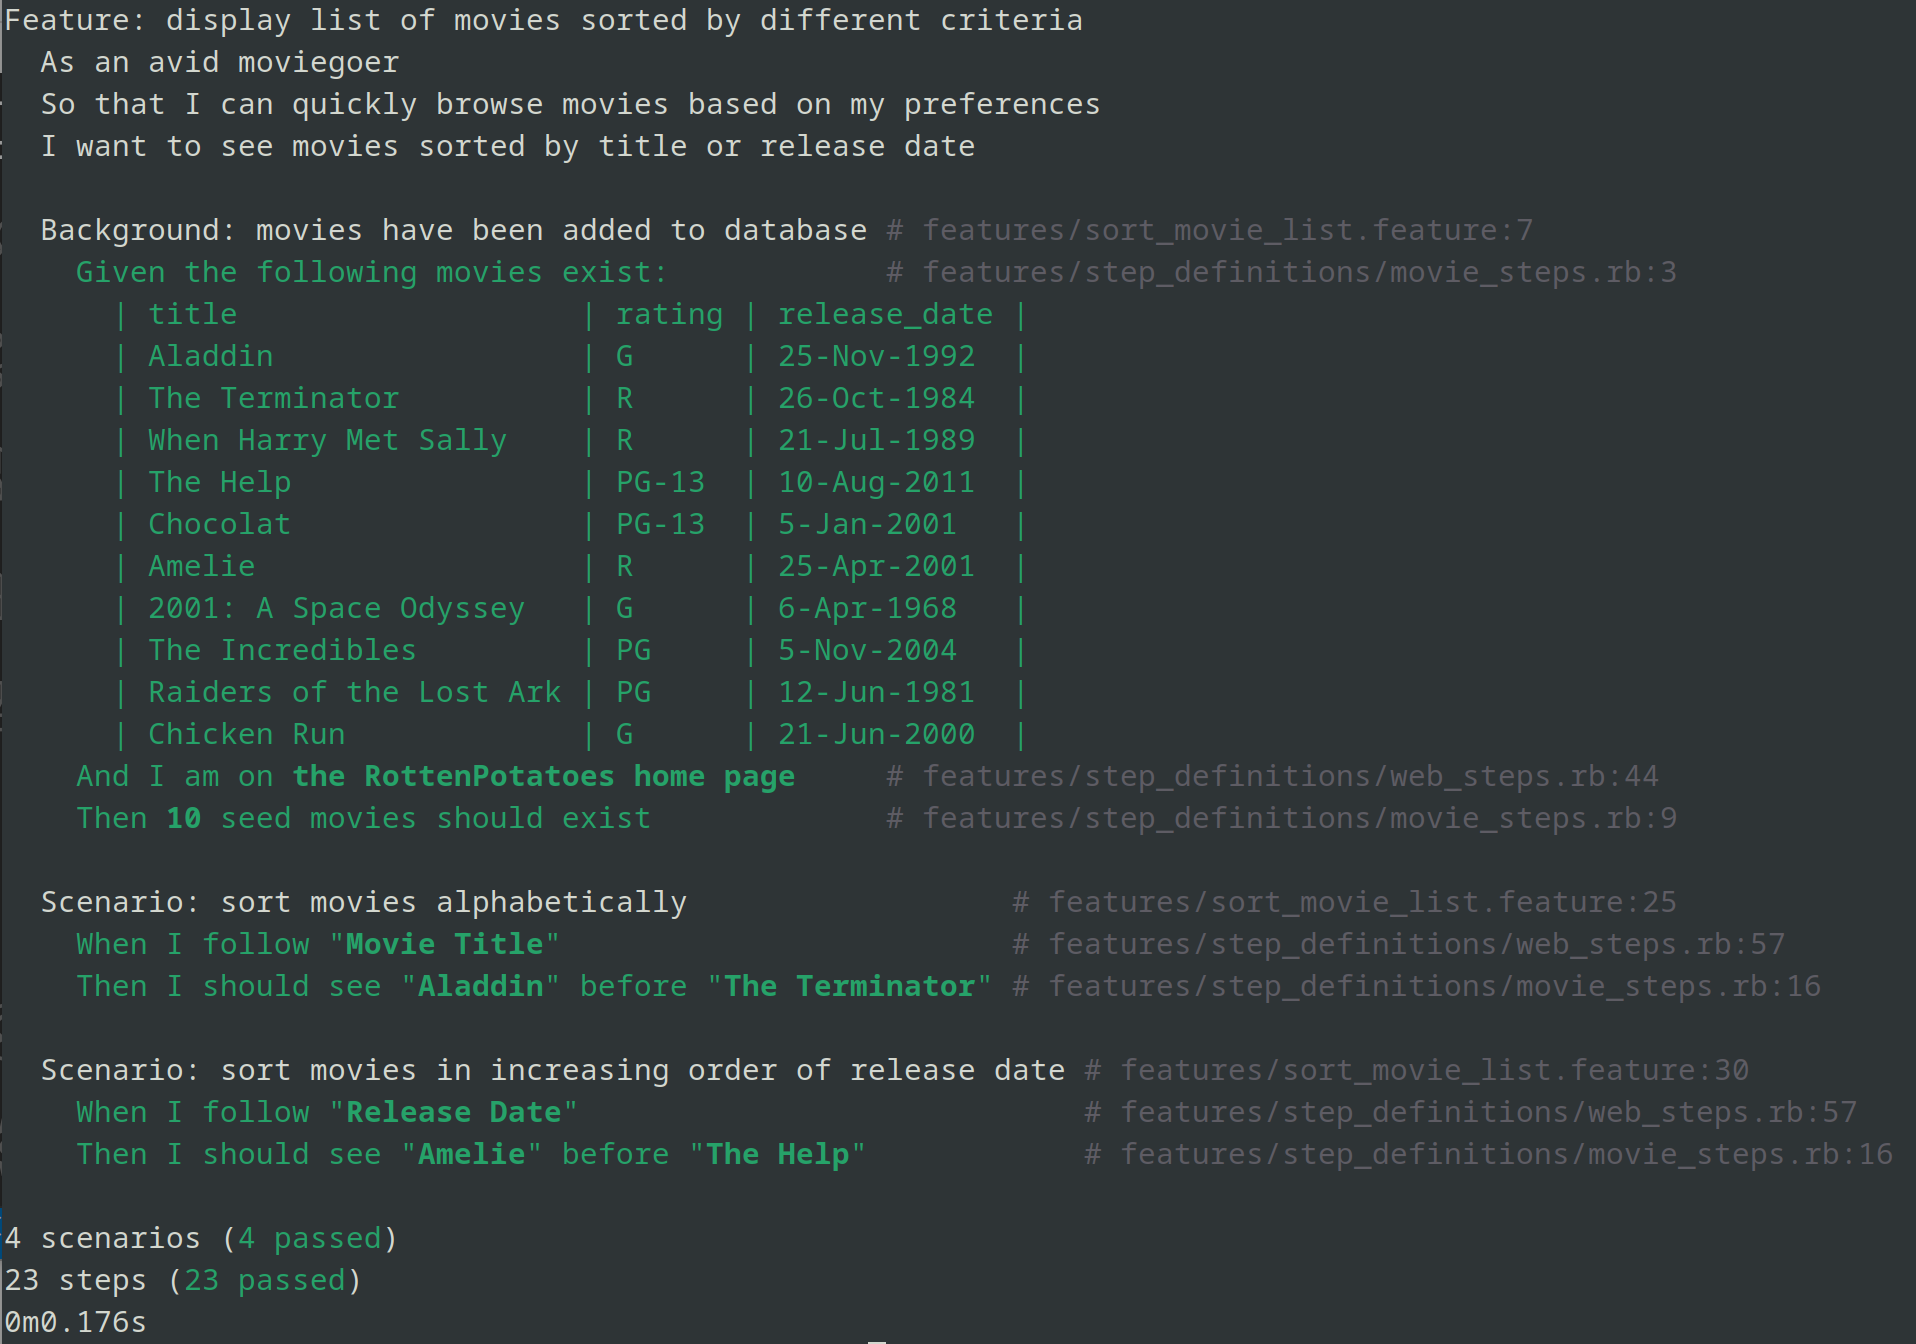 Feature: display list of movies sorted by different criteria
  As an avid moviegoer
  So that I can quickly browse movies based on my preferences
  I want to see movies sorted by title or release date

  Background: movies have been added to database # features/sort_movie_list.feature:7
    Given the following movies exist:            # features/step_definitions/movie_steps.rb:3
      | title                   | rating | release_date |
      | Aladdin                 | G      | 25-Nov-1992  |
      | The Terminator          | R      | 26-Oct-1984  |
      | When Harry Met Sally    | R      | 21-Jul-1989  |
      | The Help                | PG-13  | 10-Aug-2011  |
      | Chocolat                | PG-13  | 5-Jan-2001   |
      | Amelie                  | R      | 25-Apr-2001  |
      | 2001: A Space Odyssey   | G      | 6-Apr-1968   |
      | The Incredibles         | PG     | 5-Nov-2004   |
      | Raiders of the Lost Ark | PG     | 12-Jun-1981  |
      | Chicken Run             | G      | 21-Jun-2000  |
    And I am on the RottenPotatoes home page     # features/step_definitions/web_steps.rb:44
    Then 10 seed movies should exist             # features/step_definitions/movie_steps.rb:9

  Scenario: sort movies alphabetically                  # features/sort_movie_list.feature:25
    When I follow "Movie Title"                         # features/step_definitions/web_steps.rb:57
    Then I should see "Aladdin" before "The Terminator" # features/step_definitions/movie_steps.rb:16

  Scenario: sort movies in increasing order of release date # features/sort_movie_list.feature:30
    When I follow "Release Date"                            # features/step_definitions/web_steps.rb:57
    Then I should see "Amelie" before "The Help"            # features/step_definitions/movie_steps.rb:16

4 scenarios (4 passed)
23 steps (23 passed)
0m0.176s